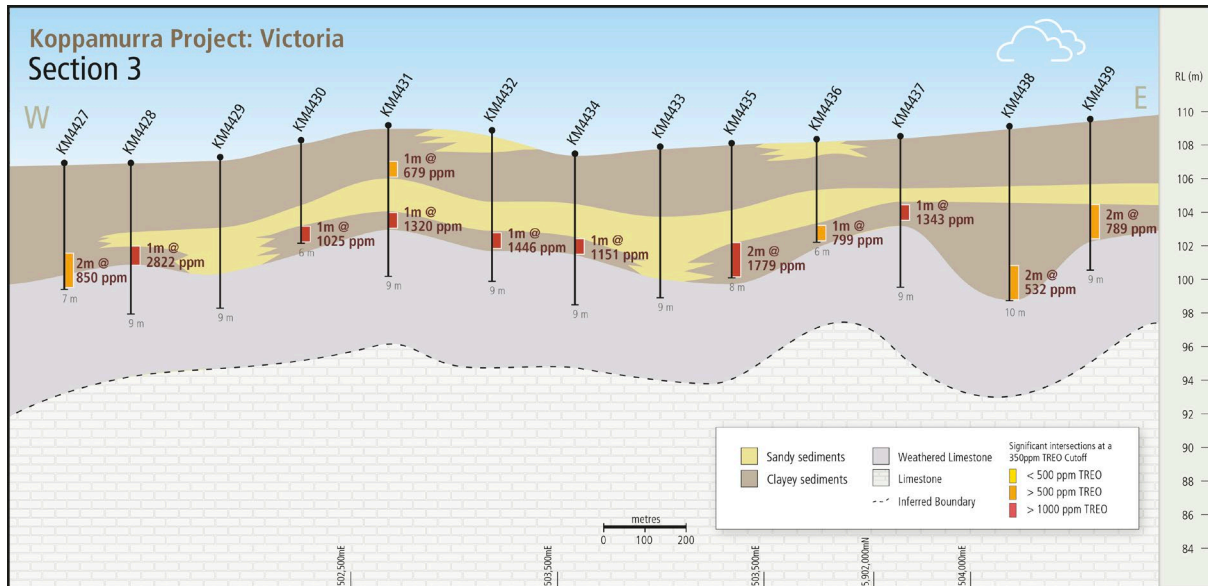 Koppamurra Project: Victoria
Section 3
W
E
RL (m)
KM4427
KM4428
KM4429
KM4430
KM4431
KM4432
KM4434
KM4433
KM4435
KM4436
KM4437
KM4438
KM4439
110
108
106
104
102
100
98
96
94
92
90
88
86
84
2m @
850 ppm
7 m
1m @
2822 ppm
9 m
9 m
1m @
1025 ppm
6 m
1m @
679 ppm
1m @
1320 ppm
9 m
1m @
1446 ppm
9 m
1m @
1151 ppm
9 m
9 m
2m @
1779 ppm
8 m
1m @
799 ppm
6 m
1m @
1343 ppm
9 m
2m @
532 ppm
10 m
2m @
789 ppm
9 m
Sandy sediments
Clayey sediments
Weathered Limestone
Limestone
Inferred Boundary
Significant intersections at a
350ppm TREO Cutoff
< 500 ppm TREO
> 500 ppm TREO
> 1000 ppm TREO
metres
0 100 200
502,500mE
503,500mE
503,500mE
5,902,000mN
504,000mE